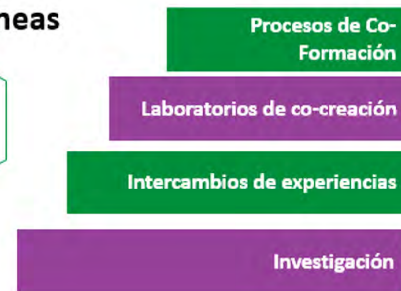 neas
Procesos de Co-
Formación
Laboratorios de co-creación
Intercambios de experiencias
Investigación